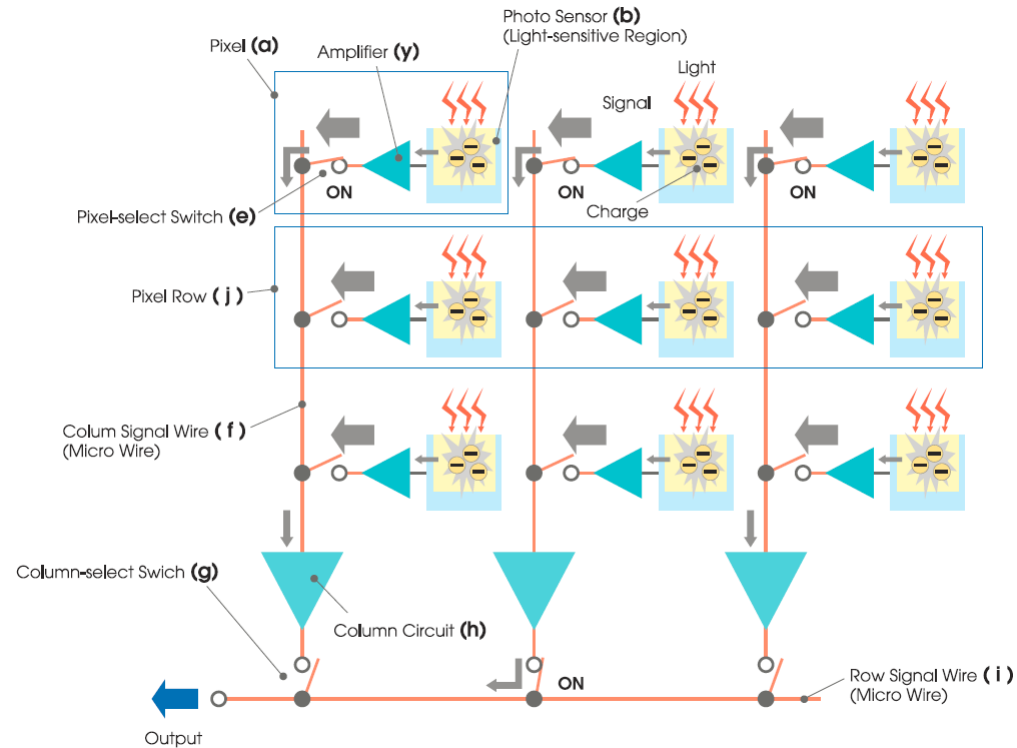 Photo Sensor (b)
(Light-sensitive Region)
Pixel (a)
Amplifier (y)
Light
Signal
ON
ON
ON
Pixel-select Switch (e)
Charge
Pixel Row ( j )
Colum Signal Wire ( f )
(Micro Wire)
Column-select Swich (g)
Column Circuit (h)
ON
Row Signal Wire ( i )
(Micro Wire)
Output